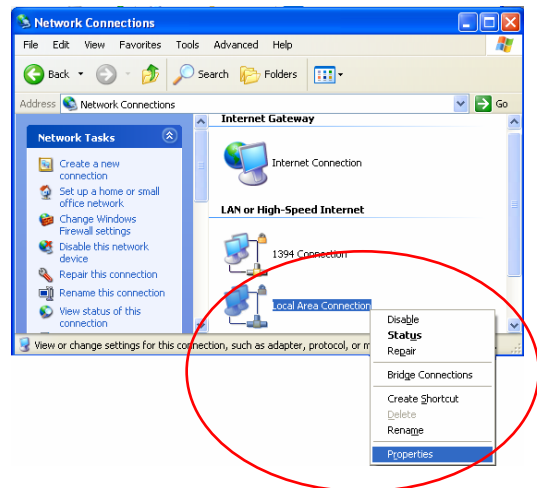 Network Connections
File Edit View Favorites Tools Advanced Help
Back Search Folders
Address Network Connections Go
Network Tasks
Create a new
connection
Set up a home or small
office network
Change Windows
Firewall settings
Disable this network
device
Repair this connection
Rename this connection
View status of this
connection
Internet Gateway
Internet Connection
LAN or High-Speed Internet
1394 Connection
Local Area Connection
Disable
Status
Repair
Bridge Connections
Create Shortcut
Delete
Rename
Properties
View or change settings for this connection, such as adapter, protocol, or m